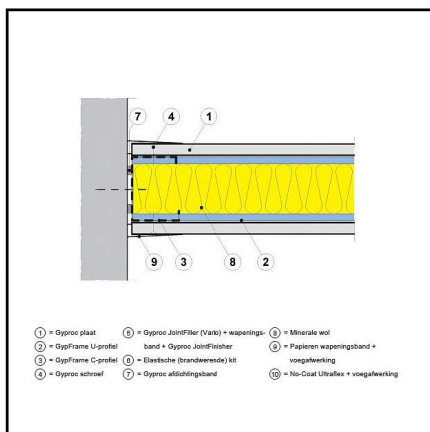 7 4 1
9 3 8 2
1 = Gyproc plaat
2 = GypFrame U-profiel
3 = GypFrame C-profiel
4 = Gyproc schroef
5 = Gyproc JointFiller (Vario) + wapenings-
band + Gyproc JointFinisher
6 = Elastische (brandwerende) kit
7 = Gyproc afdichtingsband
8 = Minerale wol
9 = Papieren wapeningsband +
voegafwerking
10 = No-Coat Ultraflex + voegafwerking